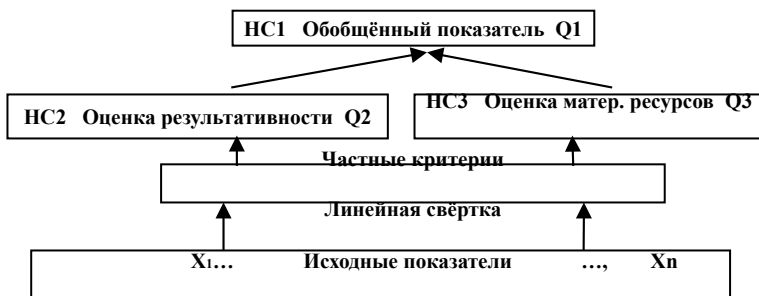 НС1 Обобщённый показатель Q1
НС2 Оценка результативности Q2
НС3 Оценка матер. ресурсов Q3
Частные критерии
Линейная свёртка
X1... Исходные показатели ..., Xn